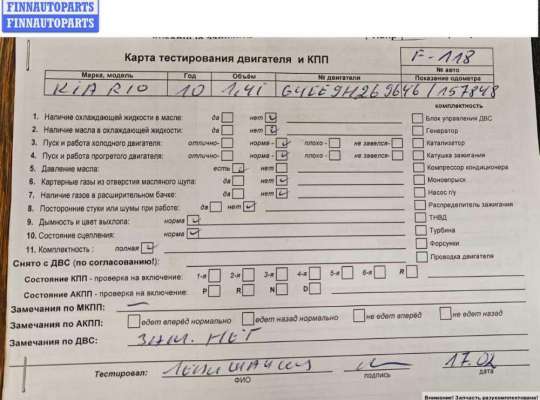 FINNAUTOPARTS
FINNAUTOPARTS
Карта тестирования двигателя и КПП
F-118
№ авто
Марка, модель Год Объём № двигателя Показание одометра
KIA RIO 10 1,4i G4EE9H269646 / 157848
комплектность
1. Наличие охлаждающей жидкости в масле: да нет
2. Наличие масла в охлаждающей жидкости: да нет
3. Пуск и работа холодного двигателя: отлично- норма - плохо - не завелся-
4. Пуск и работа прогретого двигателя: отлично- норма - плохо - не завелся-
5. Давление масла: есть нет
6. Картерные газы из отверстия масляного щупа: да нет
7. Наличие газов в расширительном бачке: да нет
8. Посторонние стуки или шумы при работе: да нет
9. Дымность и цвет выхлопа: норма
10. Состояние сцепления: норма
11. Комплектность : полная
Блок управления ДВС
Генератор
Катализатор
Катушка зажигания
Компрессор кондиционера
Моновпрыск
Насос г/у
Распределитель зажигания
ТНВД
Турбина
Форсунки
Проводка двигателя
Снято с ДВС (по согласованию!):
Состояние КПП - проверка на включение: 1-я 2-я 3-я 4-я 5-я 6-я R
Состояние АКПП - проверка на включение: P R N D
Замечания по МКПП: —
Замечания по АКПП: едет вперёд нормально едет назад нормально не едет вперёд не едет назад
Замечания по ДВС: ЗАМ. НЕТ
Тестировал: 17.02
ФИО подпись дата
Внимание! Запчасть разукомплектована!